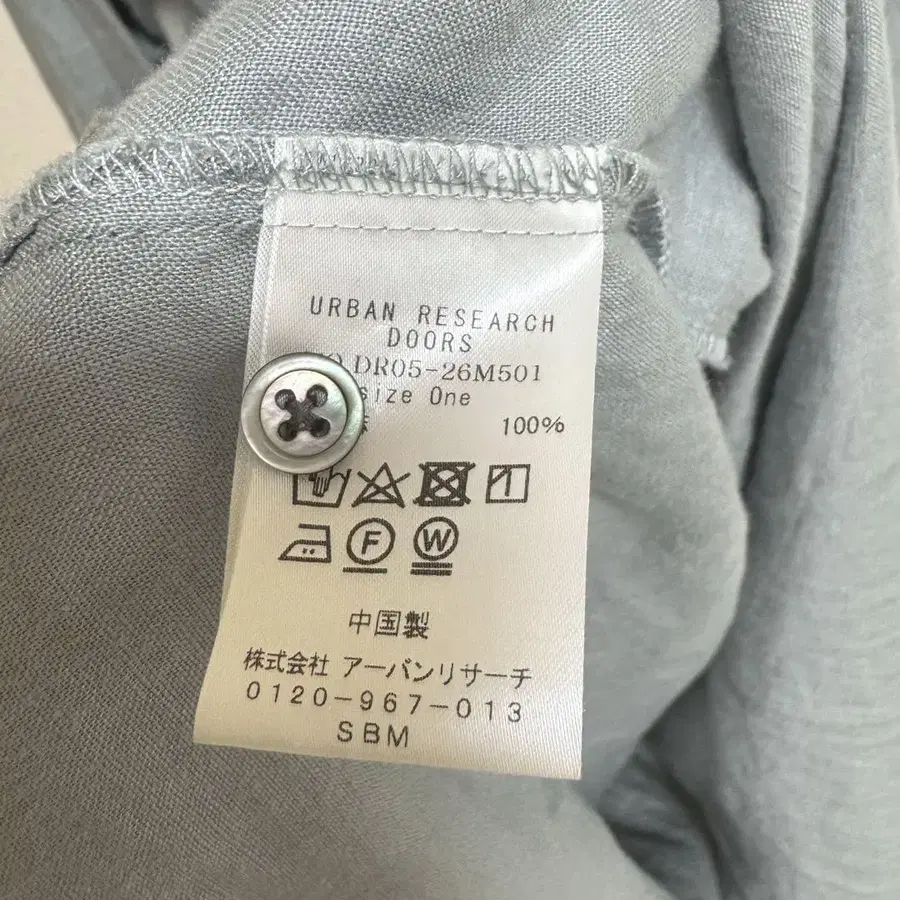 URBAN RESEARCH
DOORS
DR05-26M501
size One
100%
F W
中国製
株式会社 アーバンリサーチ
0120-967-013
SBM